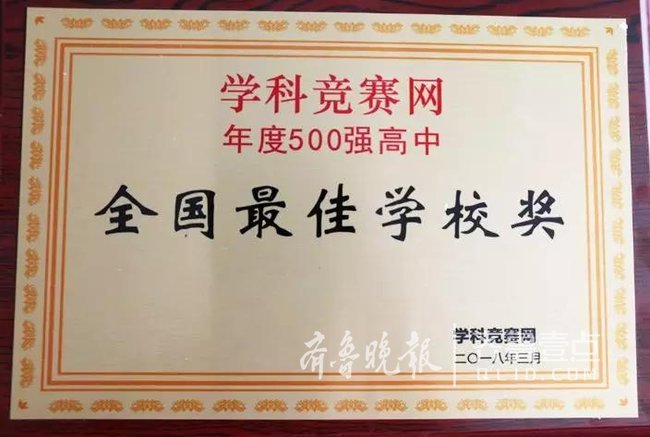 学科竞赛网
年度500强高中
全国最佳学校奖
学科竞赛网
二〇一八年三月
齐鲁晚报